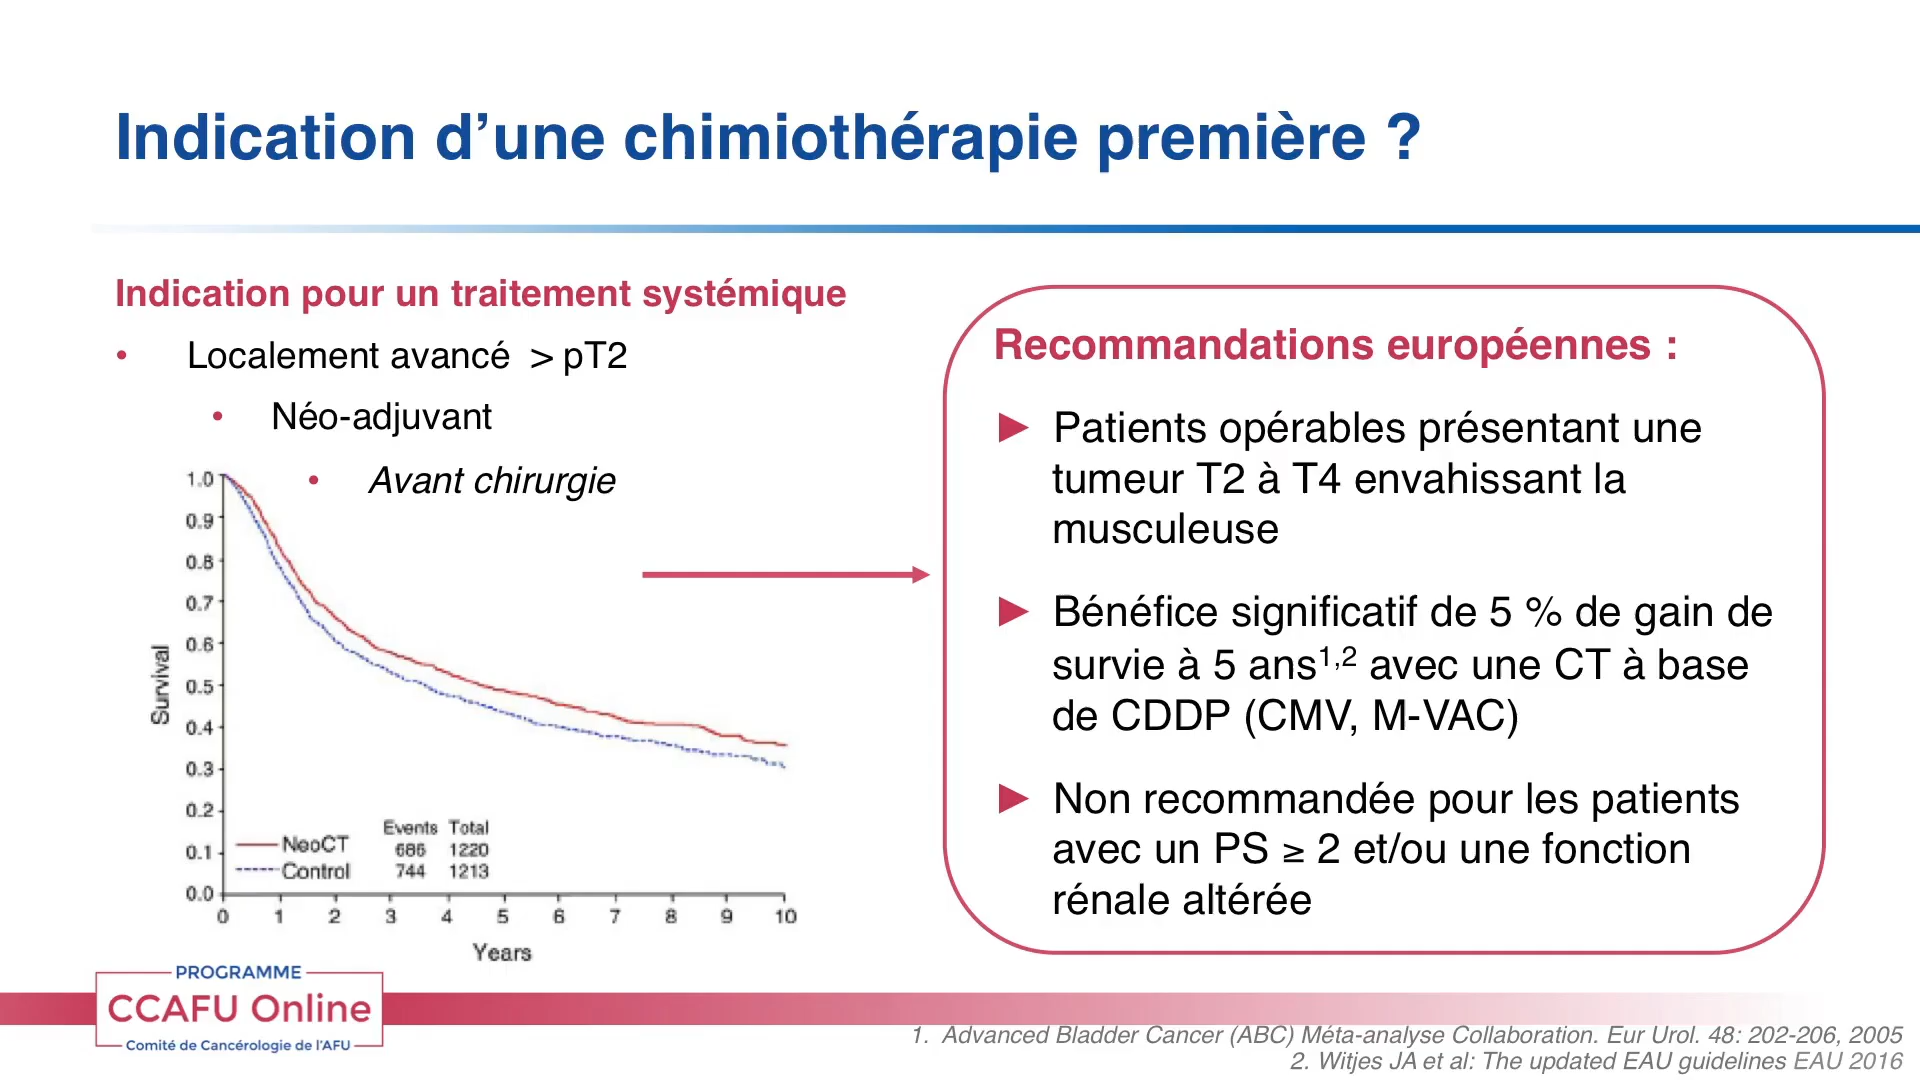 Indication d’une chimiothérapie première ?
Indication pour un traitement systémique
• Localement avancé > pT2
• Néo-adjuvant
• Avant chirurgie
1.0
0.9
0.8
0.7
0.6
0.5
0.4
0.3
0.2
0.1
0.0
Survival
Events Total
NeoCT 686 1220
Control 744 1213
0 1 2 3 4 5 6 7 8 9 10
Years
Recommandations européennes :
► Patients opérables présentant une
tumeur T2 à T4 envahissant la
musculeuse
► Bénéfice significatif de 5 % de gain de
survie à 5 ans1,2 avec une CT à base
de CDDP (CMV, M-VAC)
► Non recommandée pour les patients
avec un PS ≥ 2 et/ou une fonction
rénale altérée
PROGRAMME
CCAFU Online
Comité de Cancérologie de l’AFU
1. Advanced Bladder Cancer (ABC) Méta-analyse Collaboration. Eur Urol. 48: 202-206, 2005
2. Witjes JA et al: The updated EAU guidelines EAU 2016